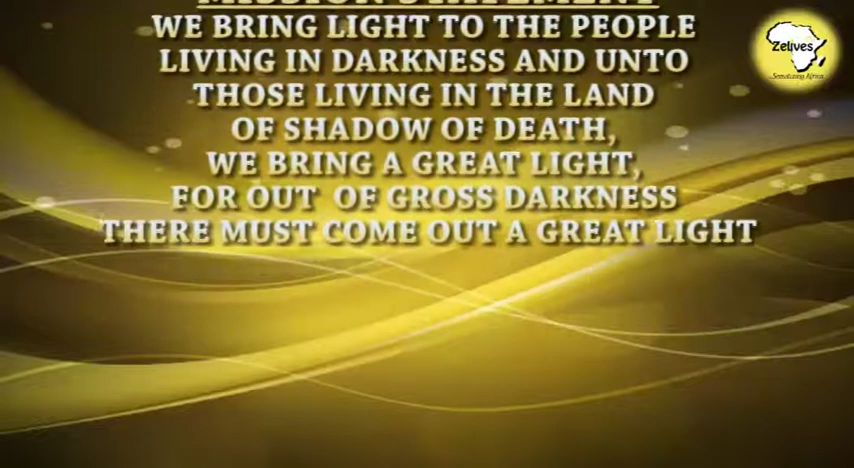 MISSION STATEMENT
WE BRING LIGHT TO THE PEOPLE
LIVING IN DARKNESS AND UNTO
THOSE LIVING IN THE LAND
OF SHADOW OF DEATH,
WE BRING A GREAT LIGHT,
FOR OUT OF GROSS DARKNESS
THERE MUST COME OUT A GREAT LIGHT
Zelives